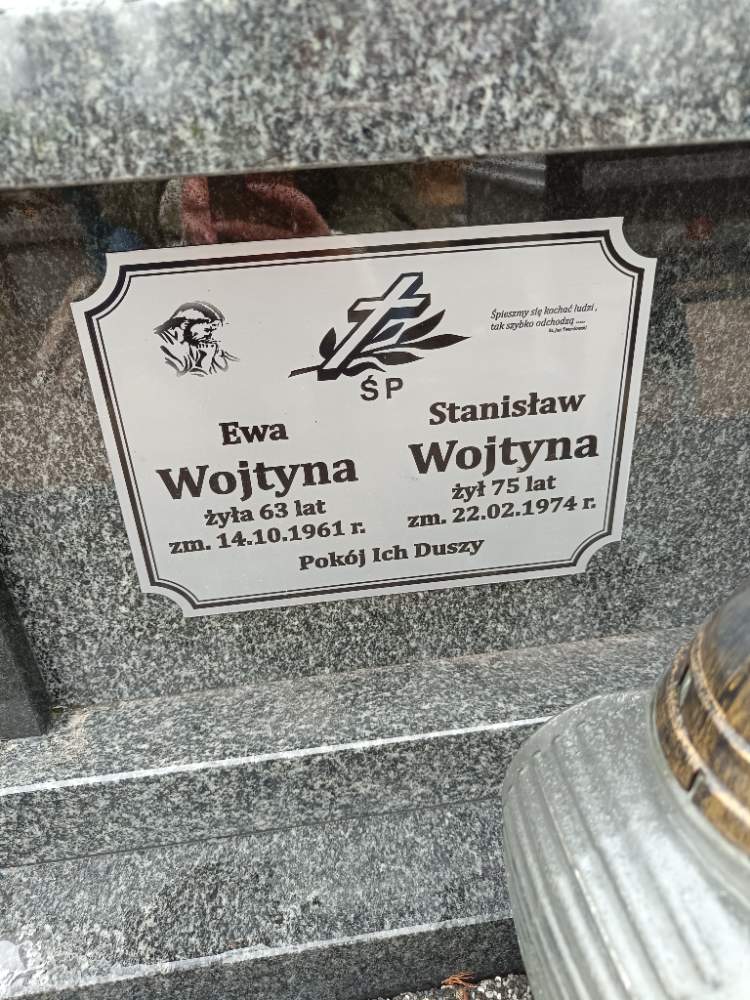 Śpieszmy się kochać ludzi,
tak szybko odchodzą .....
ŚP
Ewa
Wojtyna
żyła 63 lat
zm. 14.10.1961 r.
Stanisław
Wojtyna
żył 75 lat
zm. 22.02.1974 r.
Pokój Ich Duszy